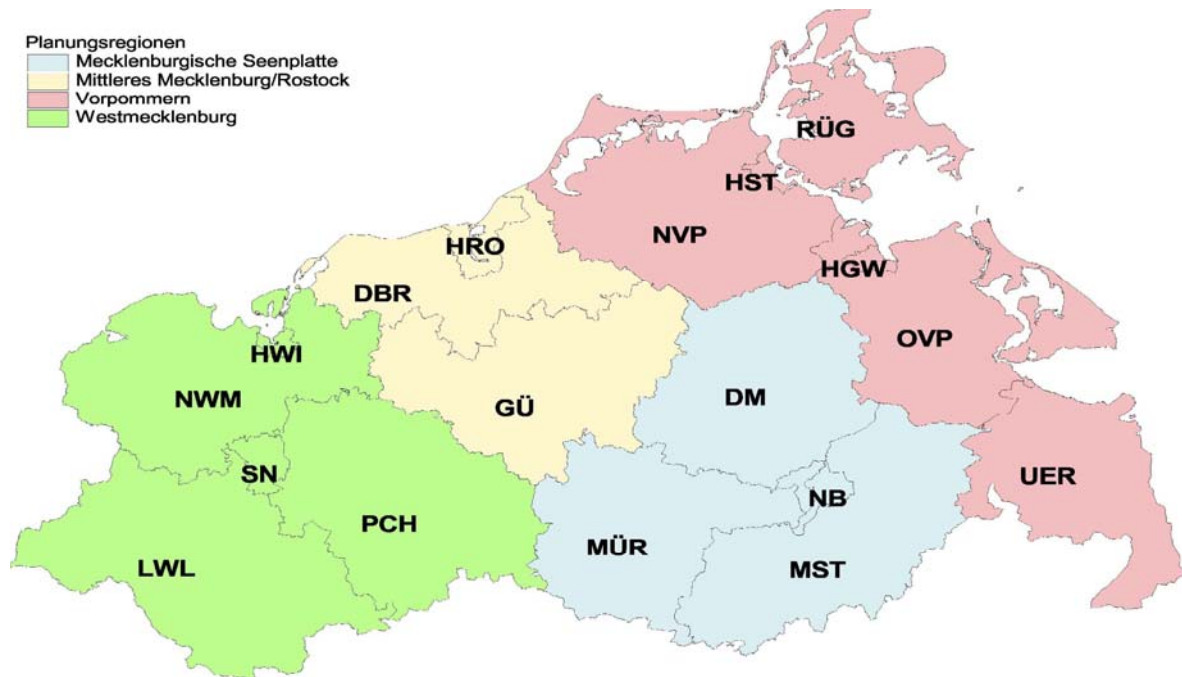 Planungsregionen
Mecklenburgische Seenplatte
Mittleres Mecklenburg/Rostock
Vorpommern
Westmecklenburg
RÜG
HST
NVP
HRO
HGW
DBR
OVP
HWI
NWM
DM
GÜ
SN
UER
NB
PCH
MÜR
LWL
MST